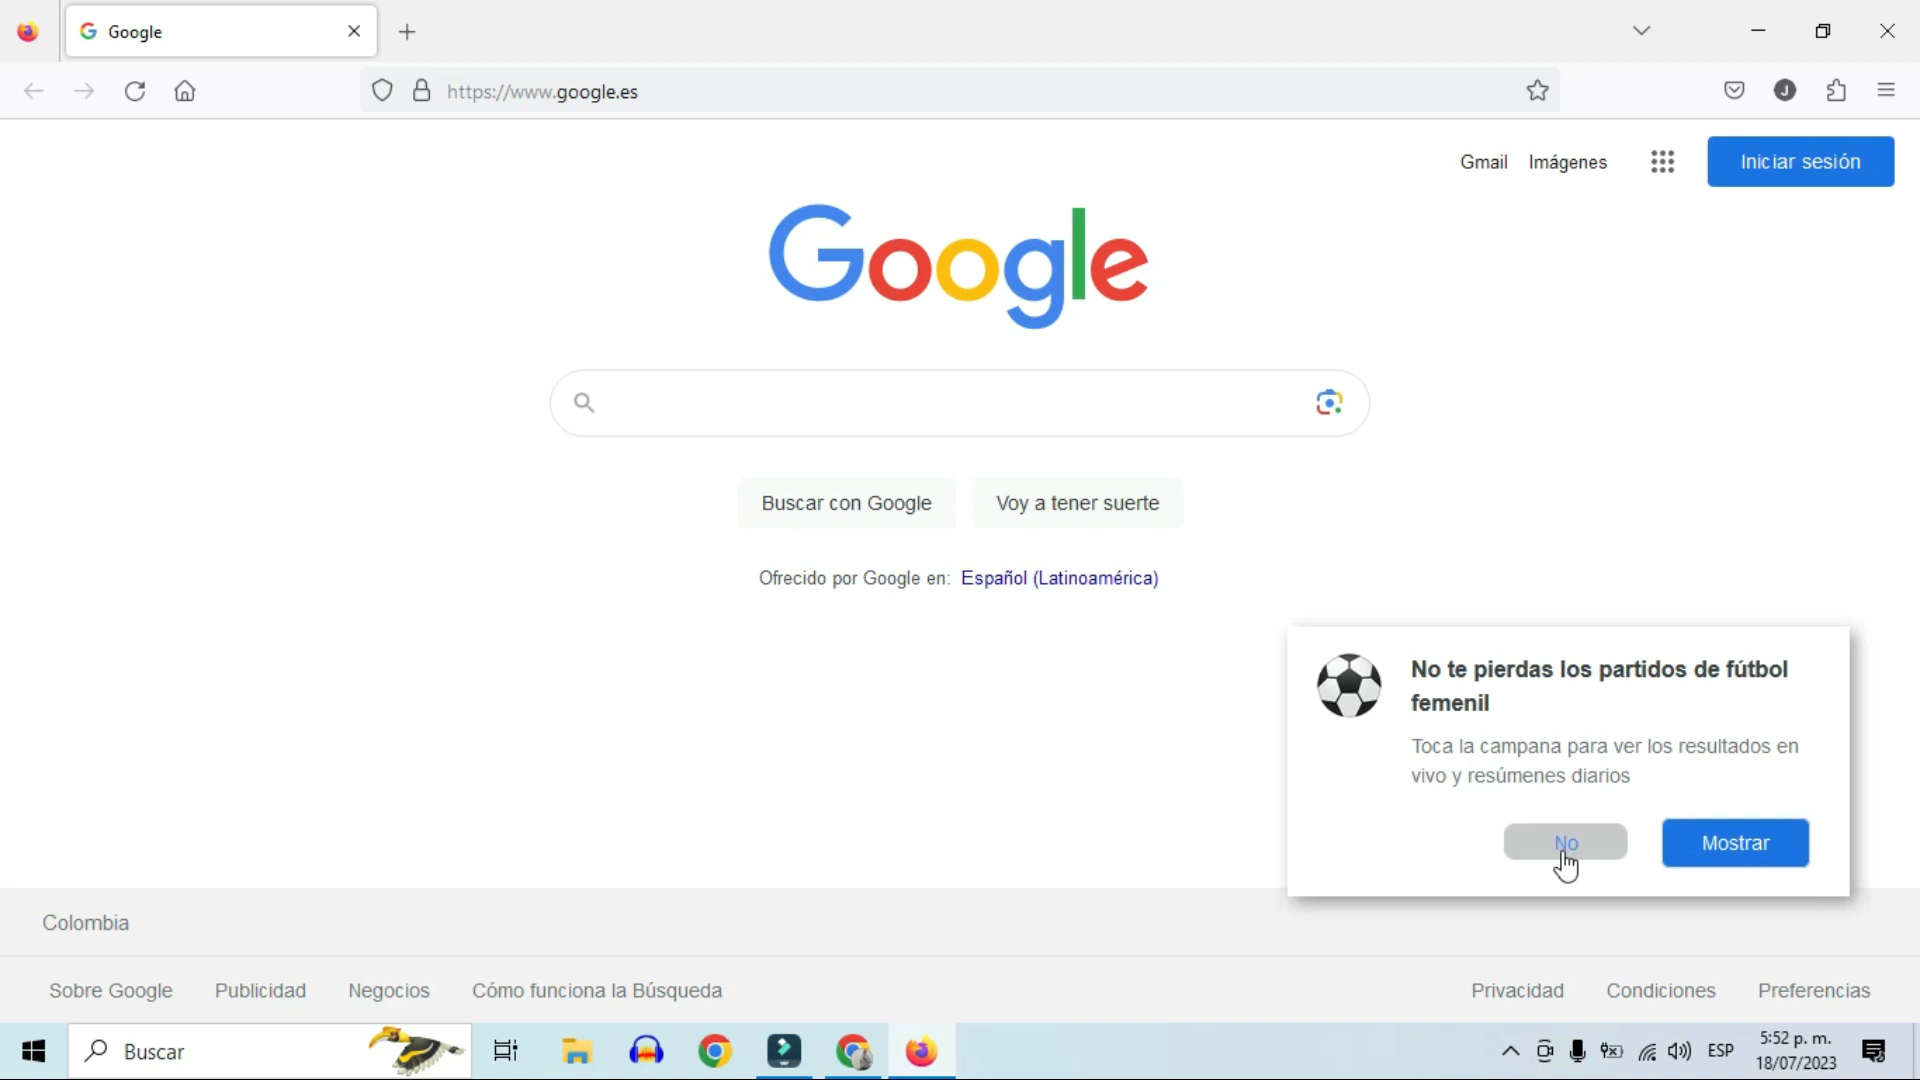 Google
https://www.google.es
J
Gmail Imágenes Iniciar sesión
Google
Buscar con Google Voy a tener suerte
Ofrecido por Google en: Español (Latinoamérica)
No te pierdas los partidos de fútbol
femenil
Toca la campana para ver los resultados en
vivo y resúmenes diarios
No Mostrar
Colombia
Sobre Google Publicidad Negocios Cómo funciona la Búsqueda Privacidad Condiciones Preferencias
Buscar ESP 5:52 p. m.
18/07/2023